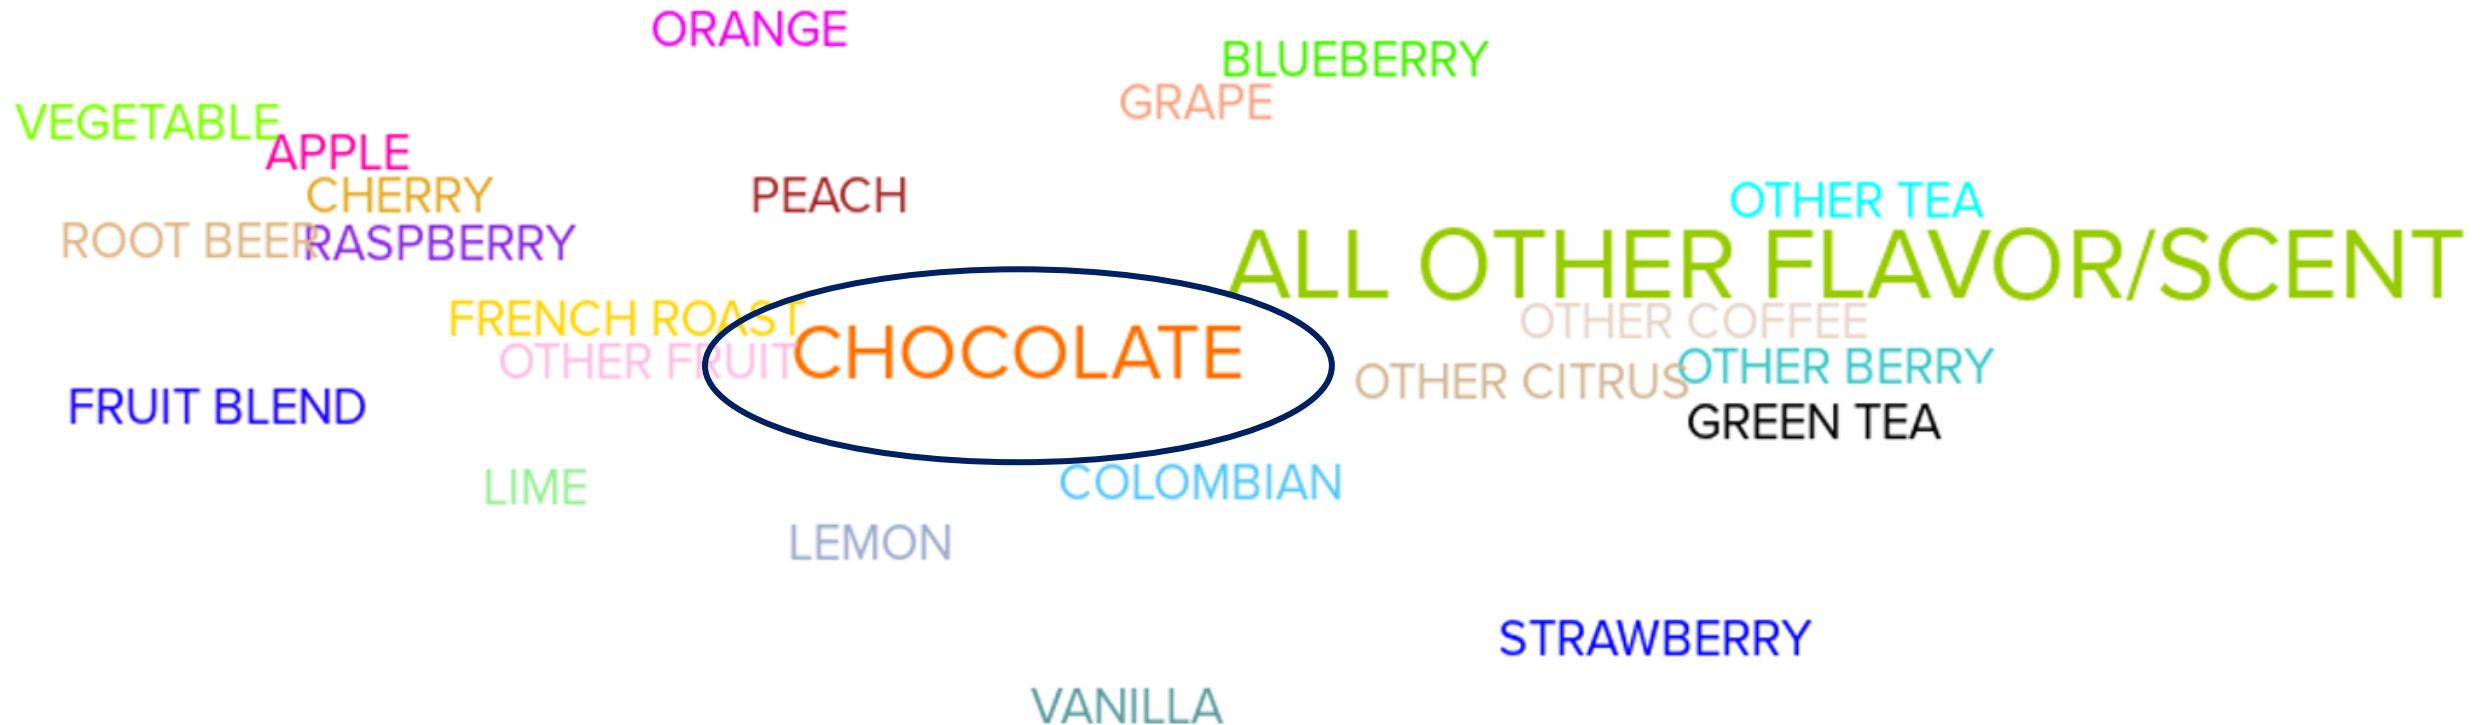 ORANGE
BLUEBERRY
GRAPE
VEGETABLE
APPLE
CHERRY
PEACH
OTHER TEA
ROOT BEER
RASPBERRY
ALL OTHER FLAVOR/SCENT
FRENCH ROAST
OTHER COFFEE
CHOCOLATE
OTHER FRUIT
OTHER BERRY
OTHER CITRUS
FRUIT BLEND
GREEN TEA
LIME
COLOMBIAN
LEMON
STRAWBERRY
VANILLA